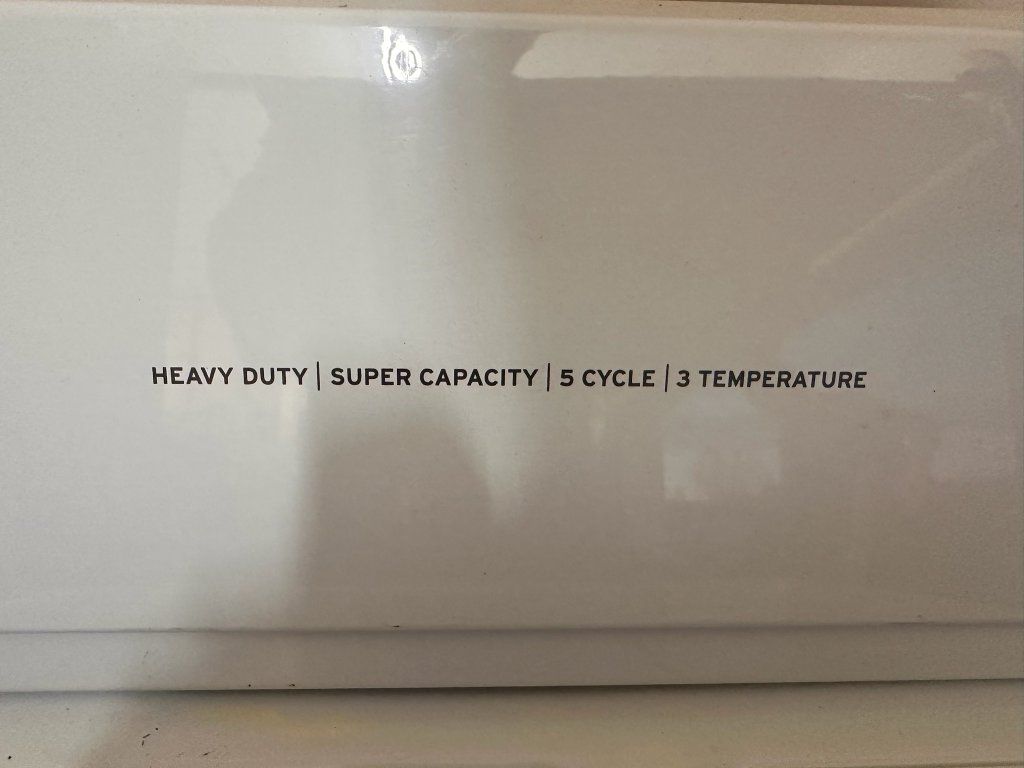 HEAVY DUTY | SUPER CAPACITY | 5 CYCLE | 3 TEMPERATURE